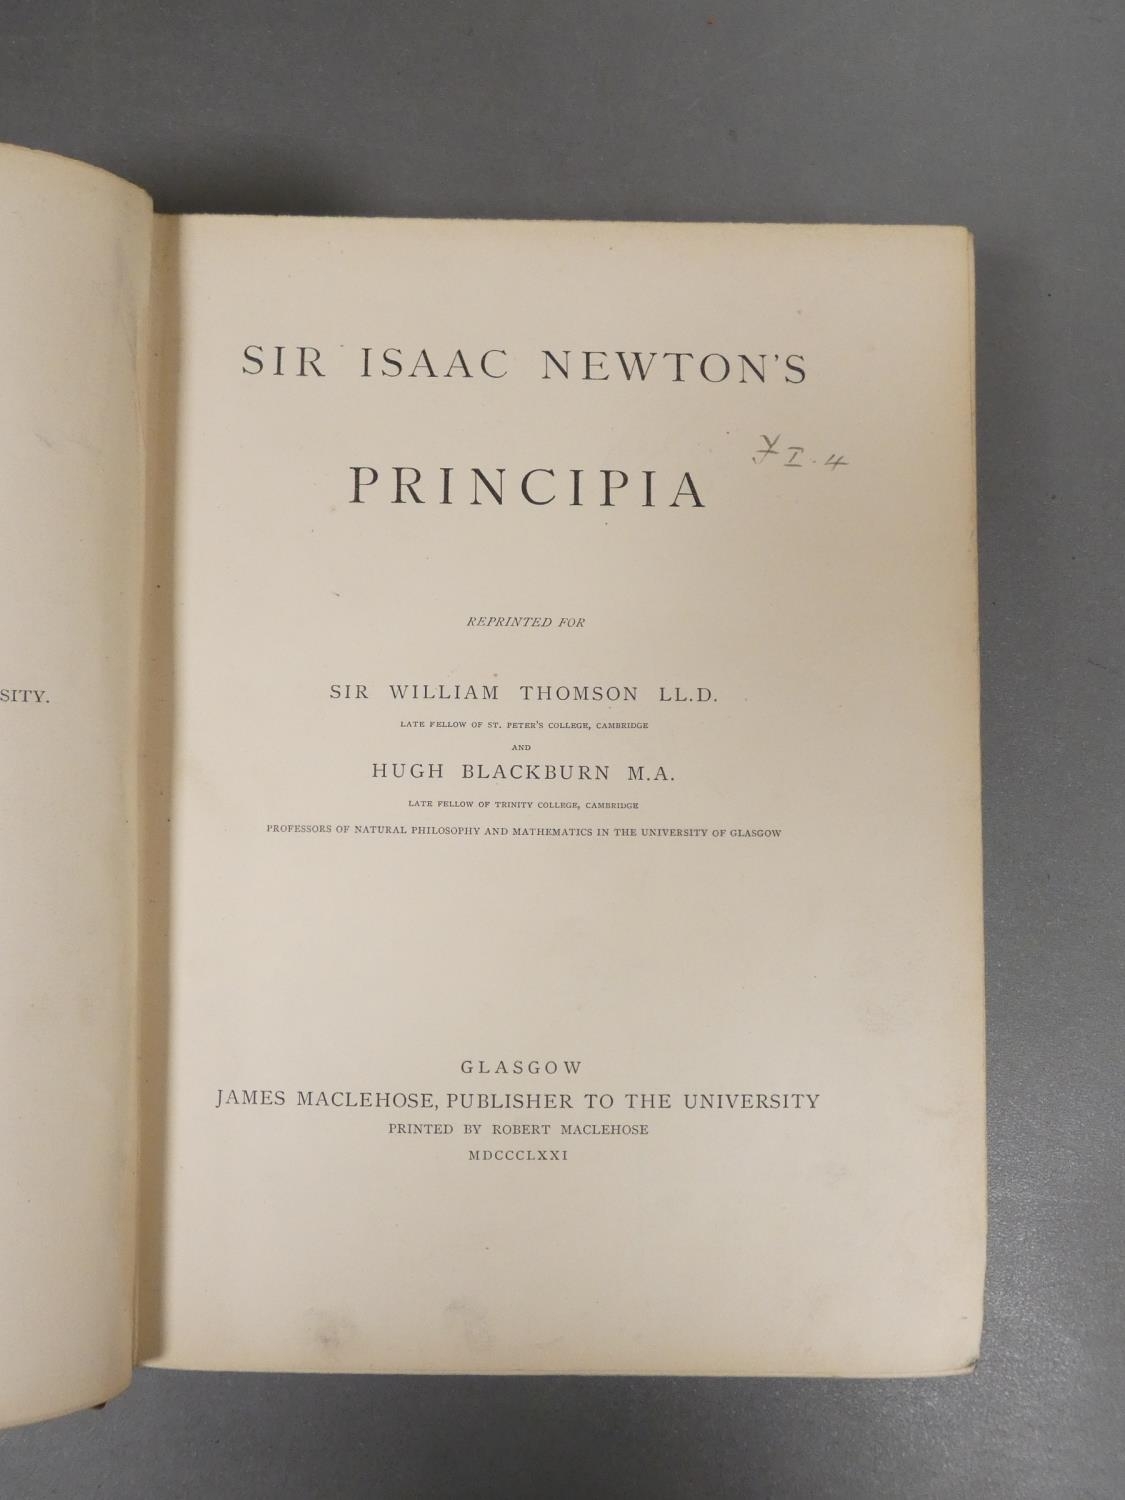 SITY.
SIR ISAAC NEWTON'S
PRINCIPIA
REPRINTED FOR
SIR WILLIAM THOMSON LL.D.
LATE FELLOW OF ST. PETER'S COLLEGE, CAMBRIDGE
AND
HUGH BLACKBURN M.A.
LATE FELLOW OF TRINITY COLLEGE, CAMBRIDGE
PROFESSORS OF NATURAL PHILOSOPHY AND MATHEMATICS IN THE UNIVERSITY OF GLASGOW
GLASGOW
JAMES MACLEHOSE, PUBLISHER TO THE UNIVERSITY
PRINTED BY ROBERT MACLEHOSE
MDCCCLXXI